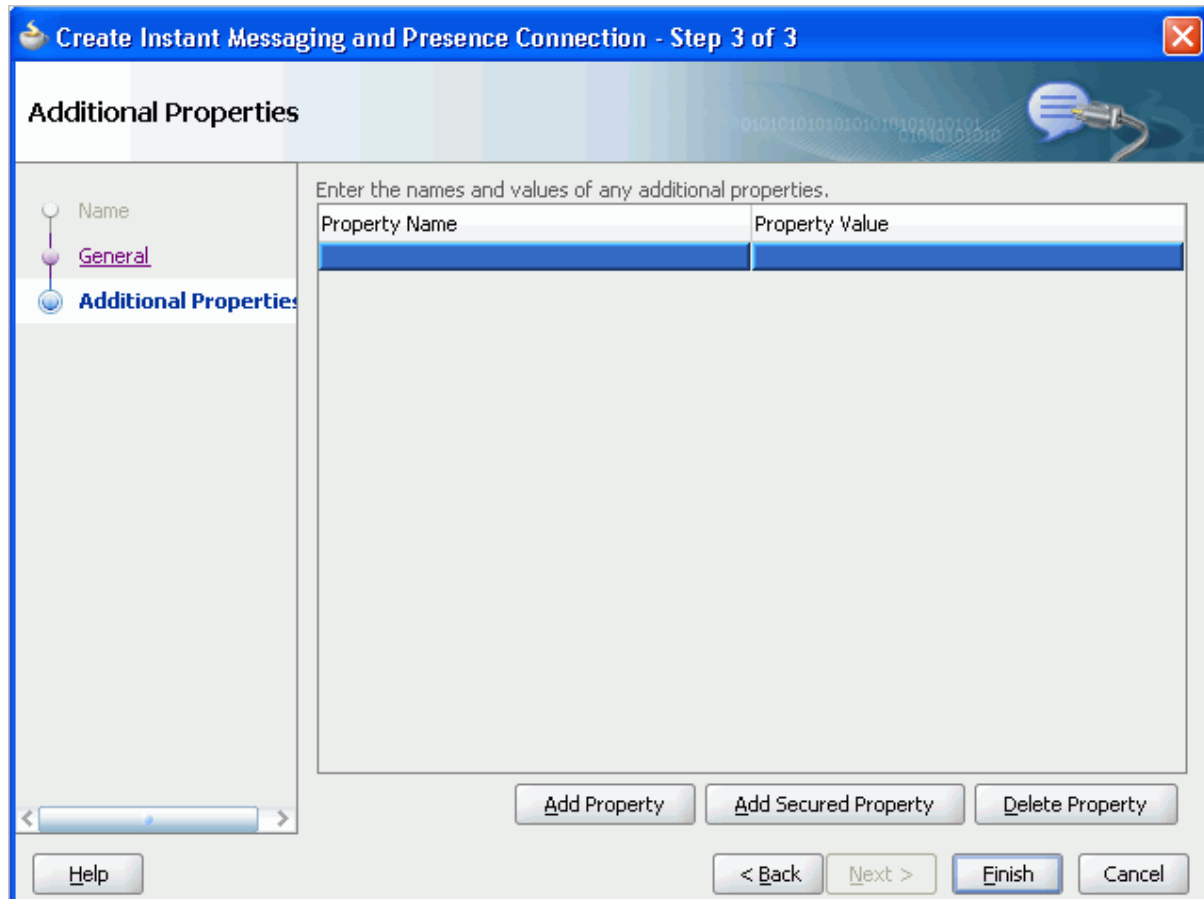 Create Instant Messaging and Presence Connection - Step 3 of 3
Additional Properties
010101010101010101010101
01010101010
Name
General
Additional Properties
Enter the names and values of any additional properties.
Property Name Property Value
Add Property Add Secured Property Delete Property
Help < Back Next > Finish Cancel